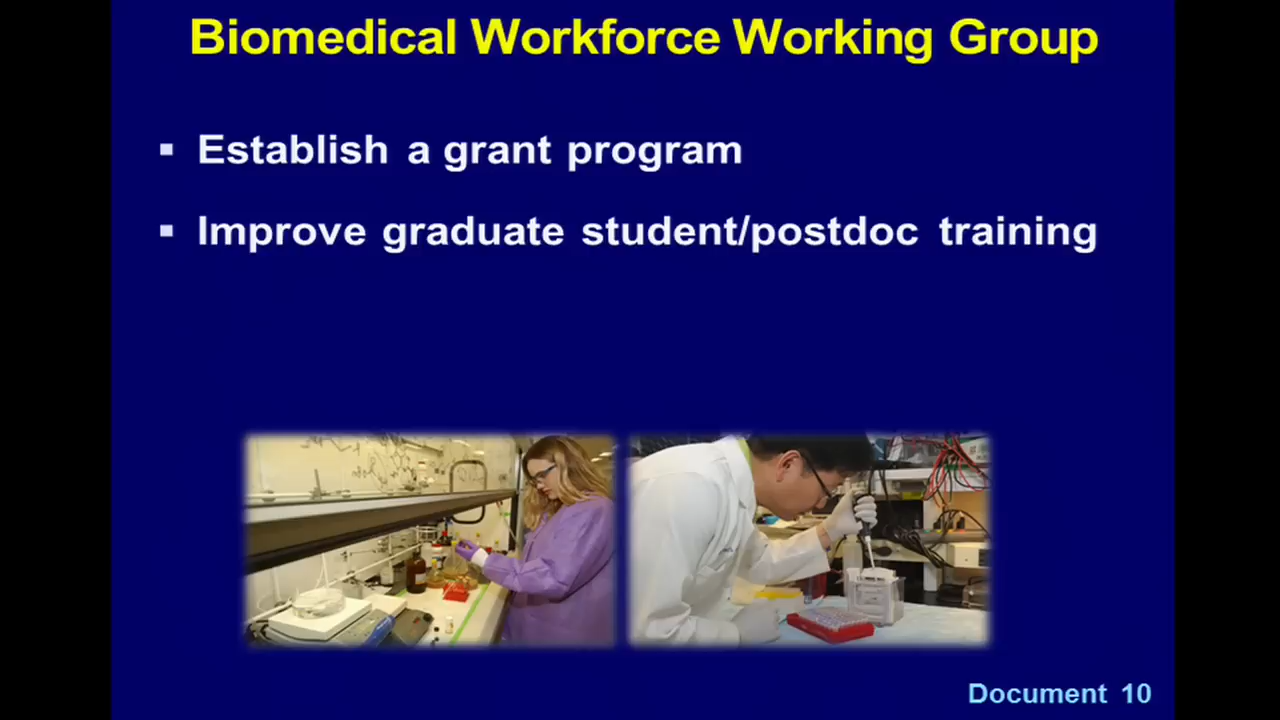 Biomedical Workforce Working Group
▪ Establish a grant program
▪ Improve graduate student/postdoc training
Document 10